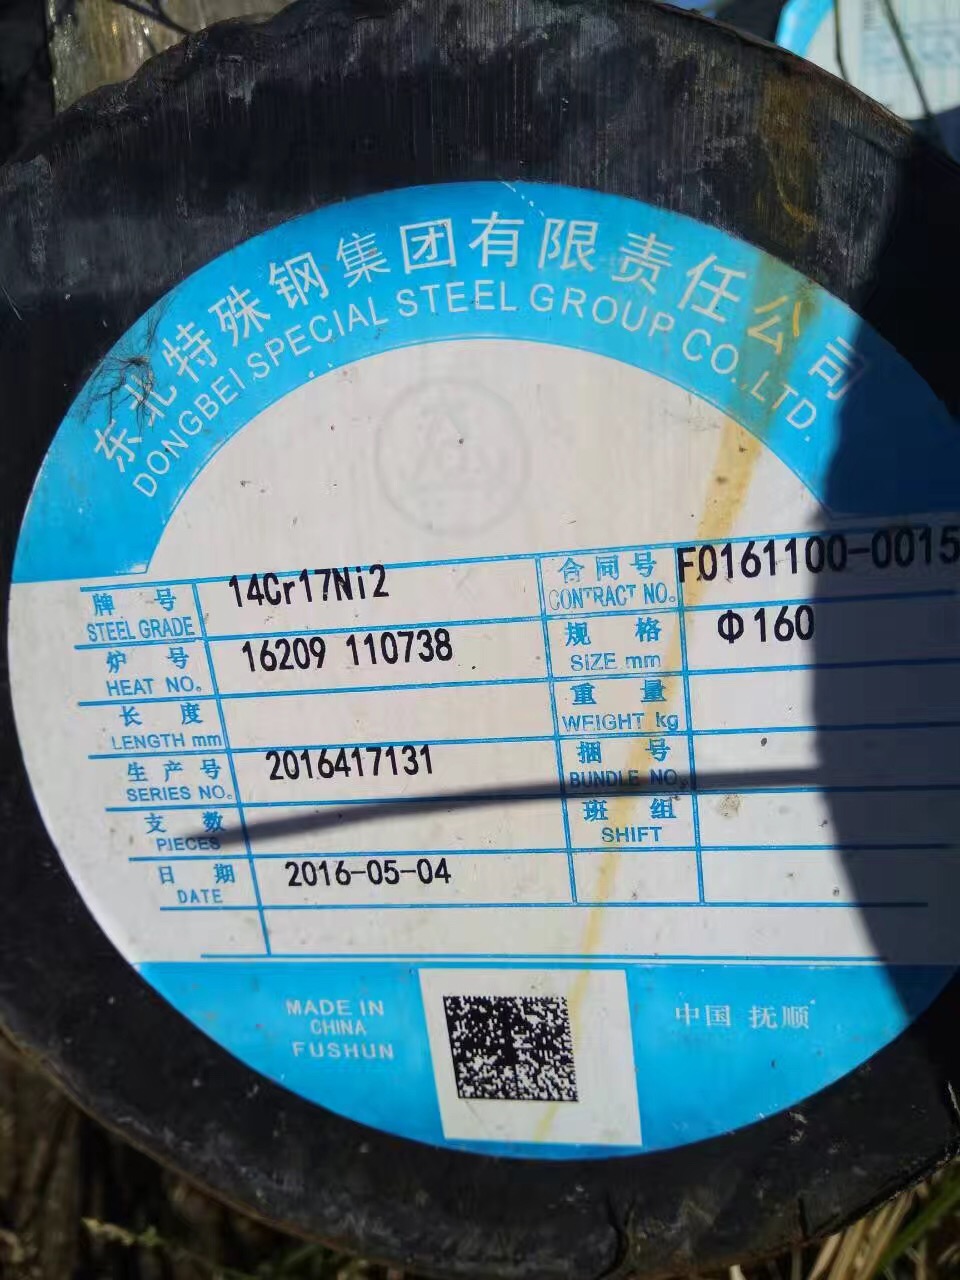 东北特殊钢集团有限责任公司
DONGBEI SPECIAL STEEL GROUP CO.,LTD.
牌 号 14Cr17Ni2 合同号 F0161100-0015
STEEL GRADE CONTRACT NO.
炉 号 16209 110738 规 格 Φ160
HEAT NO. SIZE mm
长 度 重 量
LENGTH mm WEIGHT kg
生产号 2016417131 捆 号
SERIES NO. BUNDLE NO.
支 数 班 组
PIECES SHIFT
日 期 2016-05-04
DATE
MADE IN
CHINA
FUSHUN
中国 抚顺